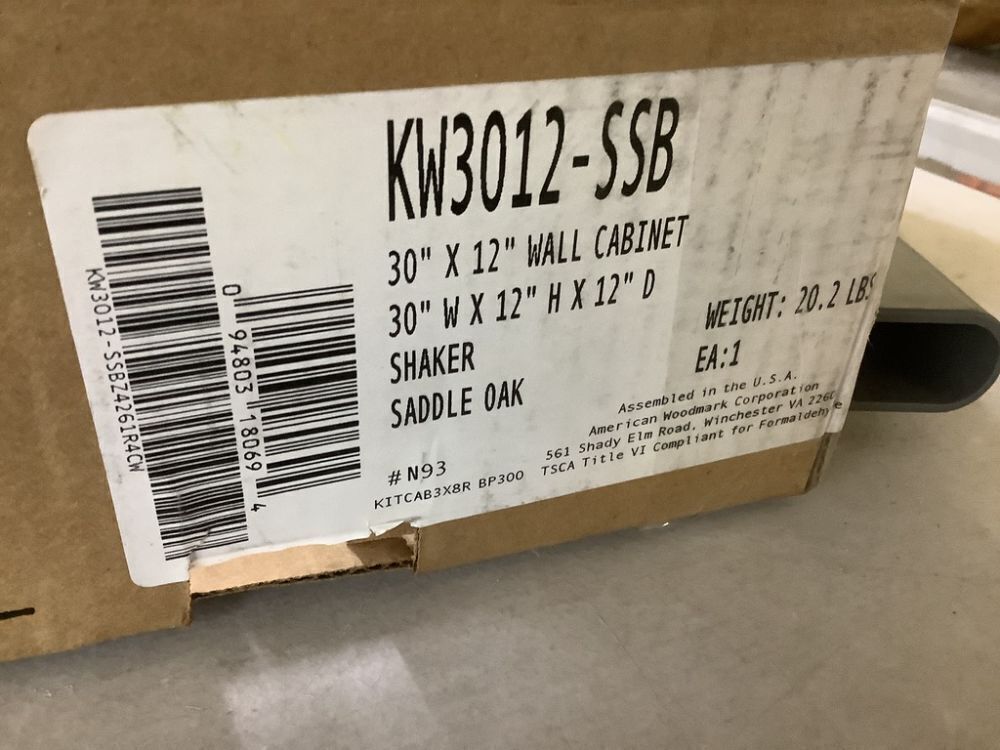 KW3012-SSB
30" X 12" WALL CABINET
30" W X 12" H X 12" D
SHAKER
SADDLE OAK
WEIGHT: 20.2 LBS
EA:1
Assembled in the U.S.A.
American Woodmark Corporation
561 Shady Elm Road, Winchester VA 2260
TSCA Title VI Compliant for Formaldehyde
#N93
KITCAB3X8R BP300
KW3012-SSBZ4261R44CW
0 94803 18069 4